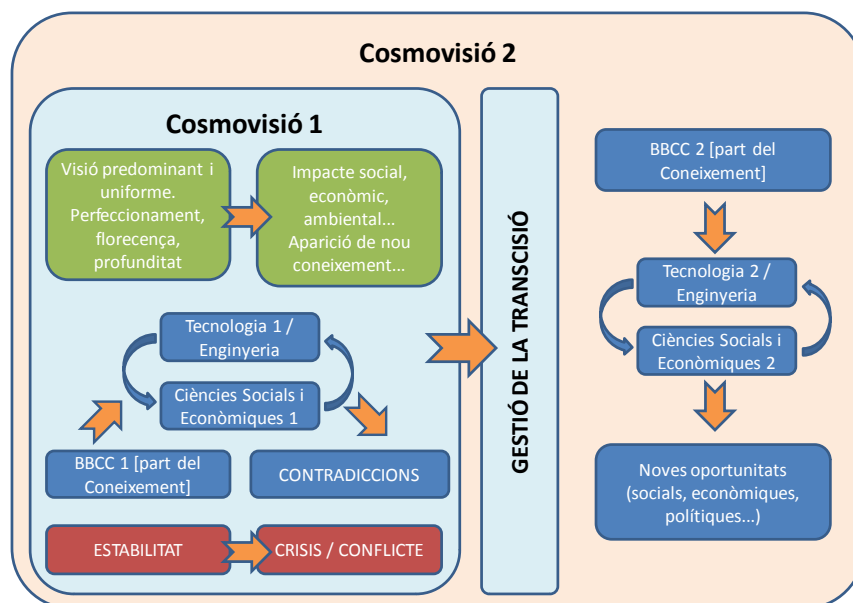 Cosmovisió 2
Cosmovisió 1
Visió predominant i
uniforme.
Perfeccionament,
florecença,
profunditat
Impacte social,
econòmic,
ambiental...
Aparició de nou
coneixement...
Tecnologia 1 /
Enginyeria
Ciències Socials i
Econòmiques 1
BBCC 1 [part del
Coneixement]
CONTRADICCIONS
ESTABILITAT
CRISIS / CONFLICTE
GESTIÓ DE LA TRANSCISIÓ
BBCC 2 [part del
Coneixement]
Tecnologia 2 /
Enginyeria
Ciències Socials i
Econòmiques 2
Noves oportunitats
(socials, econòmiques,
polítiques...)